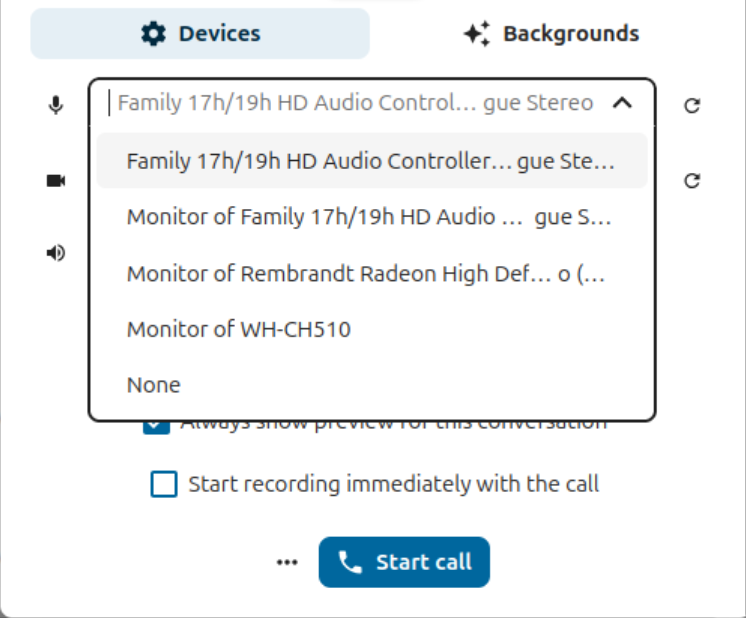 Devices
Backgrounds
Family 17h/19h HD Audio Control... gue Stereo
Family 17h/19h HD Audio Controller... gue Ste...
Monitor of Family 17h/19h HD Audio ... gue S...
Monitor of Rembrandt Radeon High Def... o (...
Monitor of WH-CH510
None
Always show preview for this conversation
Start recording immediately with the call
Start call